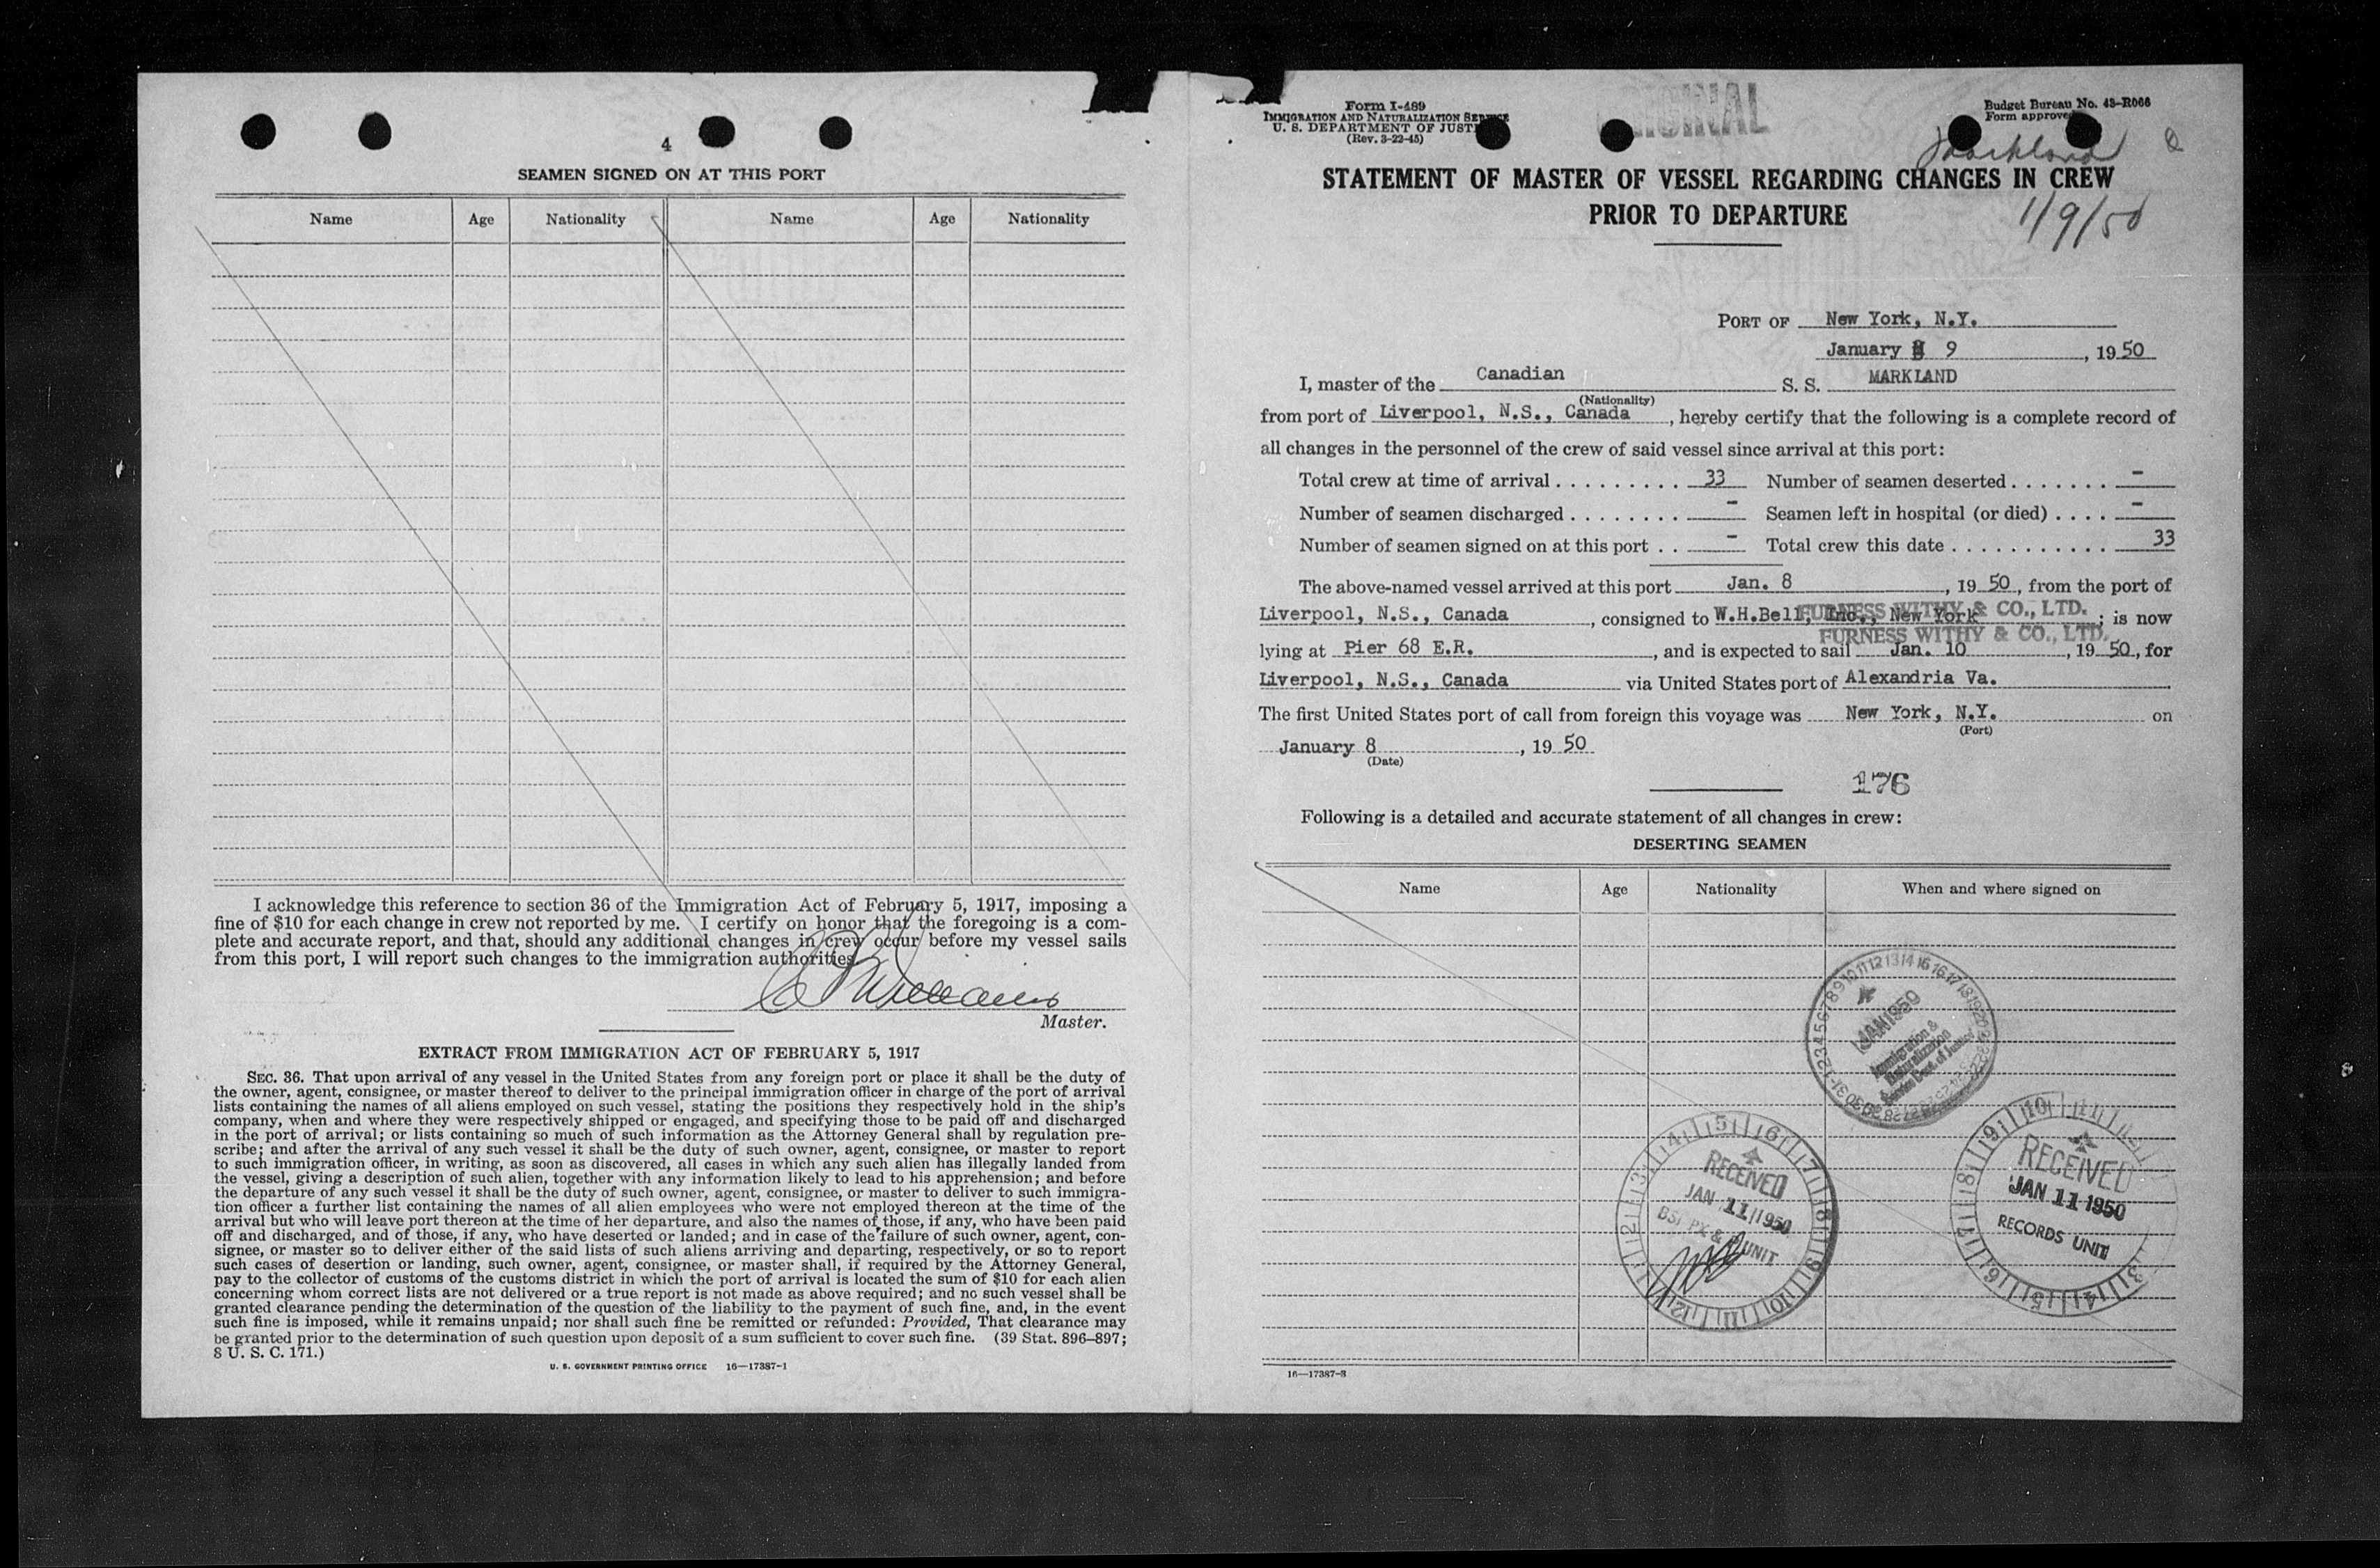 4
SEAMEN SIGNED ON AT THIS PORT
Name Age Nationality Name Age Nationality
I acknowledge this reference to section 36 of the Immigration Act of February 5, 1917, imposing a
fine of $10 for each change in crew not reported by me. I certify on honor that the foregoing is a com-
plete and accurate report, and that, should any additional changes in crew occur before my vessel sails
from this port, I will report such changes to the immigration authorities.
Williams
Master.
EXTRACT FROM IMMIGRATION ACT OF FEBRUARY 5, 1917
SEC. 36. That upon arrival of any vessel in the United States from any foreign port or place it shall be the duty of
the owner, agent, consignee, or master thereof to deliver to the principal immigration officer in charge of the port of arrival
lists containing the names of all aliens employed on such vessel, stating the positions they respectively hold in the ship's
company, when and where they were respectively shipped or engaged, and specifying those to be paid off and discharged
in the port of arrival; or lists containing so much of such information as the Attorney General shall by regulation pre-
scribe; and after the arrival of any such vessel it shall be the duty of such owner, agent, consignee, or master to report
to such immigration officer, in writing, as soon as discovered, all cases in which any such alien has illegally landed from
the vessel, giving a description of such alien, together with any information likely to lead to his apprehension; and before
the departure of any such vessel it shall be the duty of such owner, agent, consignee, or master to deliver to such immigra-
tion officer a further list containing the names of all alien employees who were not employed thereon at the time of the
arrival but who will leave port thereon at the time of her departure, and also the names of those, if any, who have been paid
off and discharged, and of those, if any, who have deserted or landed; and in case of the failure of such owner, agent, con-
signee, or master so to deliver either of the said lists of such aliens arriving and departing, respectively, or so to report
such cases of desertion or landing, such owner, agent, consignee, or master shall, if required by the Attorney General,
pay to the collector of customs of the customs district in which the port of arrival is located the sum of $10 for each alien
concerning whom correct lists are not delivered or a true report is not made as above required; and no such vessel shall be
granted clearance pending the determination of the question of the liability to the payment of such fine, and, in the event
such fine is imposed, while it remains unpaid; nor shall such fine be remitted or refunded: Provided, That clearance may
be granted prior to the determination of such question upon deposit of a sum sufficient to cover such fine. (39 Stat. 896–897;
8 U. S. C. 171.)
U. S. GOVERNMENT PRINTING OFFICE 16—17387-1
Form I-489
IMMIGRATION AND NATURALIZATION SERVICE
U. S. DEPARTMENT OF JUSTICE
(Rev. 3-22-45)
ORIGINAL
Budget Bureau No. 43-R066
Form approved
Markland
STATEMENT OF MASTER OF VESSEL REGARDING CHANGES IN CREW
PRIOR TO DEPARTURE
1/9/50
PORT OF New York, N.Y.
January 9, 19 50
I, master of the Canadian S. S. MARKLAND
(Nationality)
from port of Liverpool, N.S., Canada, hereby certify that the following is a complete record of
all changes in the personnel of the crew of said vessel since arrival at this port:
Total crew at time of arrival . . . . . . . . . 33 Number of seamen deserted . . . . . . . -
Number of seamen discharged . . . . . . . . - Seamen left in hospital (or died) . . . . -
Number of seamen signed on at this port . . - Total crew this date . . . . . . . . . . . 33
The above-named vessel arrived at this port Jan. 8, 19 50, from the port of
Liverpool, N.S., Canada, consigned to W.H.Bell, Inc., New York; is now
FURNESS WITHY & CO., LTD.
FURNESS WITHY & CO., LTD.
lying at Pier 68 E.R., and is expected to sail Jan. 10, 19 50, for
Liverpool, N.S., Canada via United States port of Alexandria Va.
The first United States port of call from foreign this voyage was New York, N.Y. on
(Port)
January 8, 19 50
(Date)
176
Following is a detailed and accurate statement of all changes in crew:
DESERTING SEAMEN
Name Age Nationality When and where signed on
JAN 1950
Immigration &
Naturalization
Service Dept. of Justice
RECEIVED
JAN 11 1950
BSI PX & UNIT
RECEIVED
JAN 11 1950
RECORDS UNIT
16—17387-3
8